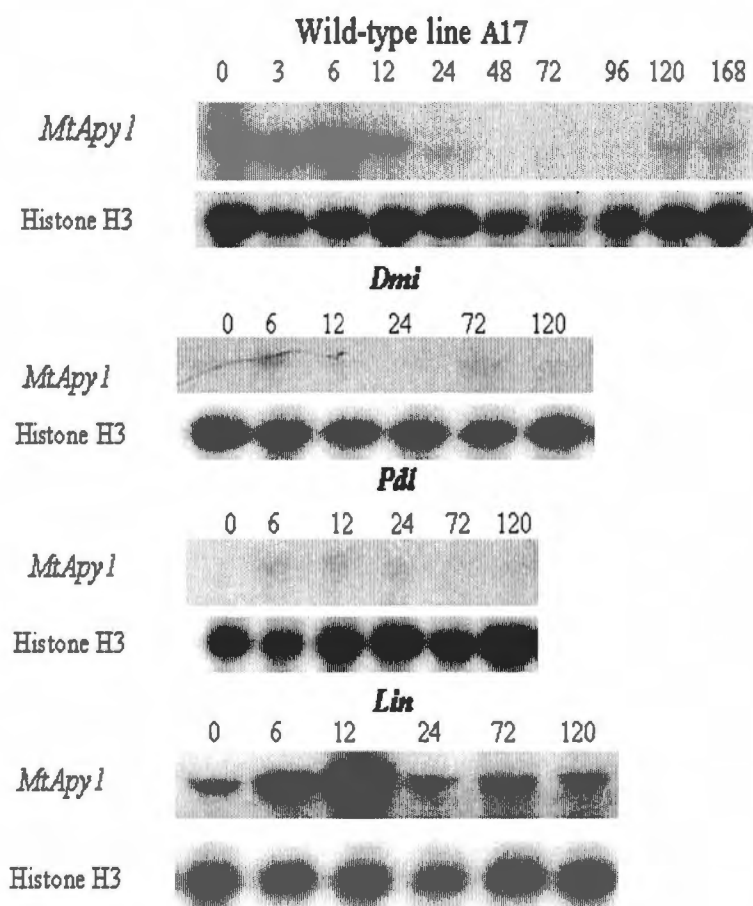 Wild-type line A17
0 3 6 12 24 48 72 96 120 168
MtApy1
Histone H3
Dmi
0 6 12 24 72 120
MtApy1
Histone H3
Pdl
0 6 12 24 72 120
MtApy1
Histone H3
Lin
0 6 12 24 72 120
MtApy1
Histone H3